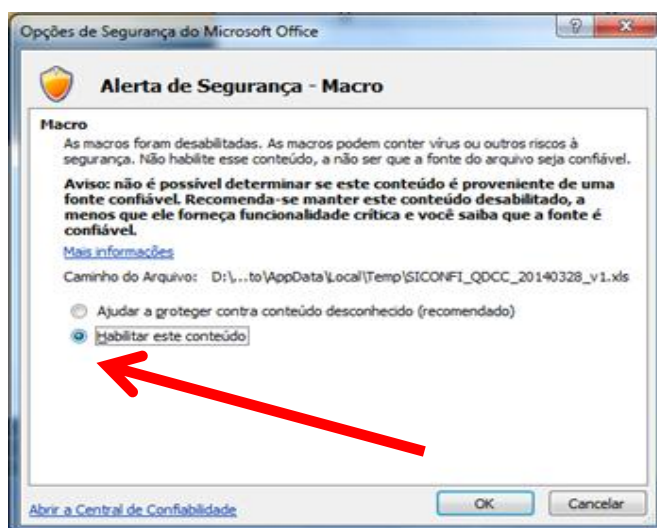 Opções de Segurança do Microsoft Office
Alerta de Segurança - Macro
Macro
As macros foram desabilitadas. As macros podem conter vírus ou outros riscos à
segurança. Não habilite esse conteúdo, a não ser que a fonte do arquivo seja confiável.
Aviso: não é possível determinar se este conteúdo é proveniente de uma
fonte confiável. Recomenda-se manter este conteúdo desabilitado, a
menos que ele forneça funcionalidade crítica e você saiba que a fonte é
confiável.
Mais informações
Caminho do Arquivo: D:\...to\AppData\Local\Temp\SICONFI_QDCC_20140328_v1.xls
Ajudar a proteger contra conteúdo desconhecido (recomendado)
Habilitar este conteúdo
Abrir a Central de Confiabilidade
OK
Cancelar